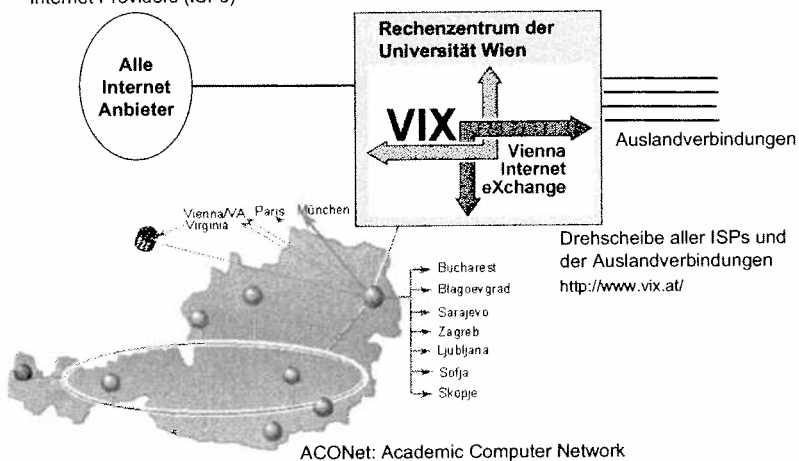 Internet Providers (ISPs)
Alle
Internet
Anbieter
Rechenzentrum der
Universität Wien
VIX
Vienna
Internet
eXchange
Auslandverbindungen
Drehscheibe aller ISPs und
der Auslandverbindungen
http://www.vix.at/
Vienna/VA
Virginia
Paris
München
Bucharest
Blagoevgrad
Sarajevo
Zagreb
Ljubljana
Sofja
Skopje
ACONet: Academic Computer Network